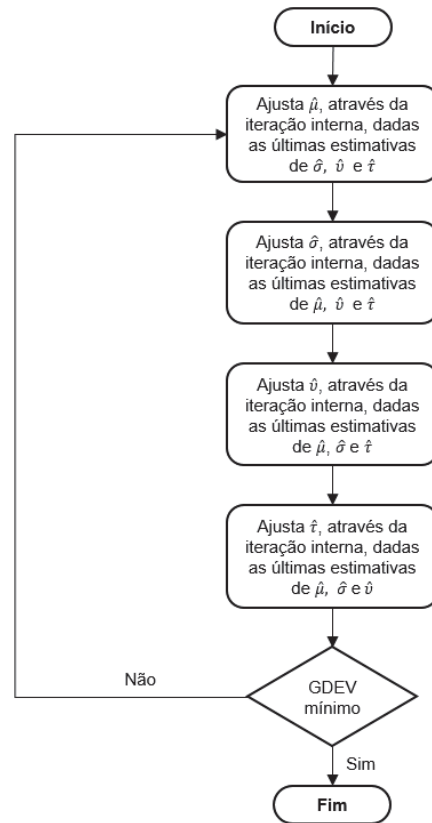 Início
Ajusta μ̂, através da
iteração interna, dadas
as últimas estimativas
de σ̂, υ̂ e τ̂
Ajusta σ̂, através da
iteração interna, dadas
as últimas estimativas
de μ̂, υ̂ e τ̂
Ajusta υ̂, através da
iteração interna, dadas
as últimas estimativas
de μ̂, σ̂ e τ̂
Ajusta τ̂, através da
iteração interna, dadas
as últimas estimativas
de μ̂, σ̂ e υ̂
Não
GDEV
mínimo
Sim
Fim